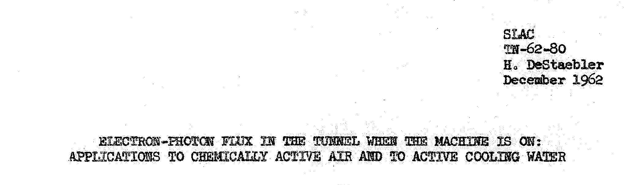 SLAC
TN-62-80
H. DeStaebler
December 1962
ELECTRON-PHOTON FLUX IN THE TUNNEL WHEN THE MACHINE IS ON:
APPLICATIONS TO CHEMICALLY ACTIVE AIR AND TO ACTIVE COOLING WATER